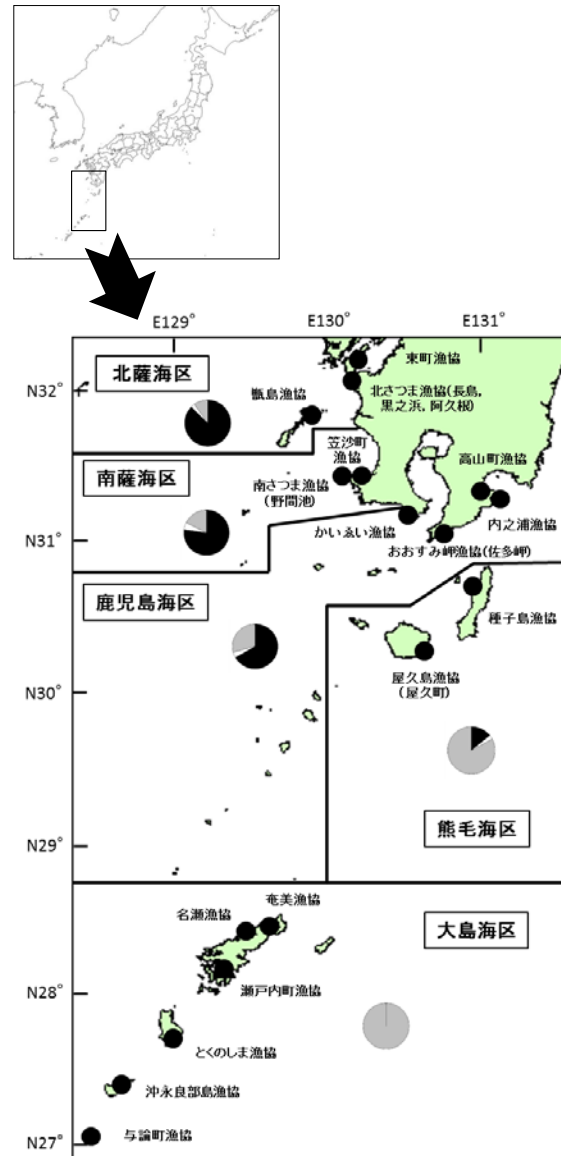 E129°
E130°
E131°
N32°
N31°
N30°
N29°
N28°
N27°
北薩海区
東町漁協
甑島漁協
北さつま漁協(長島,
黒之浜, 阿久根)
笠沙町
漁協
高山町漁協
南薩海区
南さつま漁協
(野間池)
内之浦漁協
かいゑい漁協
おおすみ岬漁協(佐多岬)
鹿児島海区
種子島漁協
屋久島漁協
(屋久町)
熊毛海区
奄美漁協
名瀬漁協
大島海区
瀬戸内町漁協
とくのしま漁協
沖永良部島漁協
与論町漁協